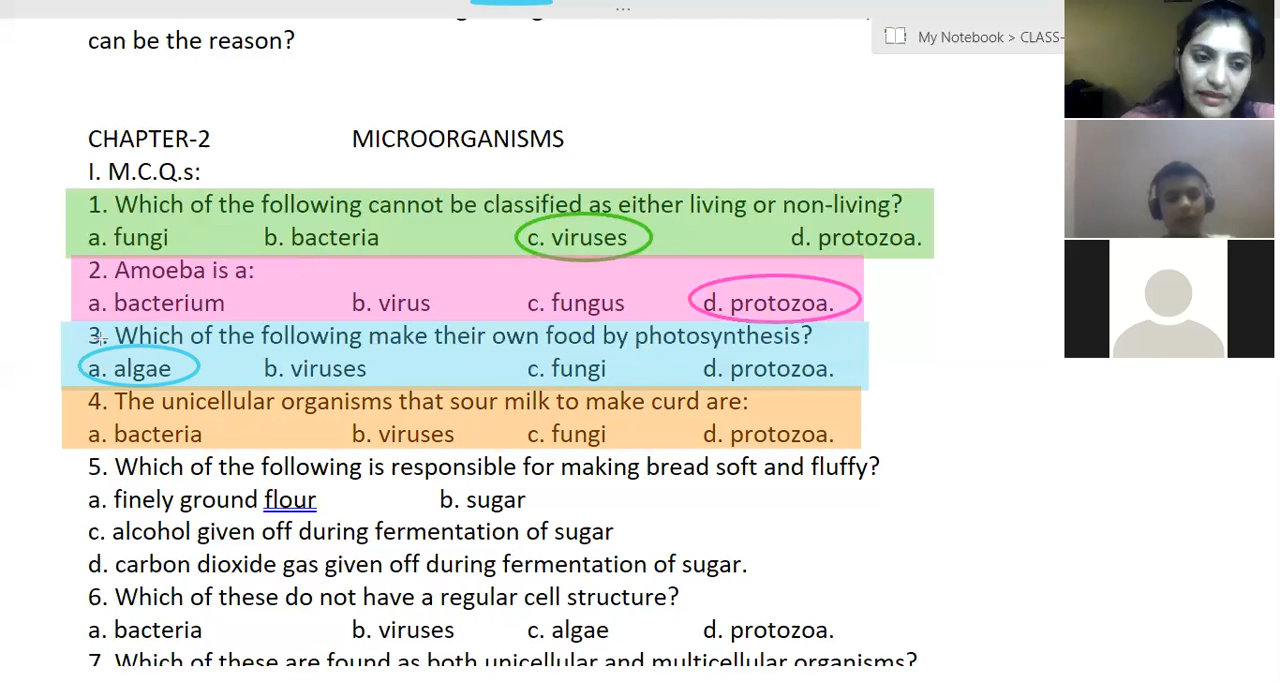 ...
can be the reason?
My Notebook > CLASS-
CHAPTER-2 MICROORGANISMS
I. M.C.Q.s:
1. Which of the following cannot be classified as either living or non-living?
a. fungi b. bacteria c. viruses d. protozoa.
2. Amoeba is a:
a. bacterium b. virus c. fungus d. protozoa.
3. Which of the following make their own food by photosynthesis?
a. algae b. viruses c. fungi d. protozoa.
4. The unicellular organisms that sour milk to make curd are:
a. bacteria b. viruses c. fungi d. protozoa.
5. Which of the following is responsible for making bread soft and fluffy?
a. finely ground flour b. sugar
c. alcohol given off during fermentation of sugar
d. carbon dioxide gas given off during fermentation of sugar.
6. Which of these do not have a regular cell structure?
a. bacteria b. viruses c. algae d. protozoa.
7. Which of these are found as both unicellular and multicellular organisms?